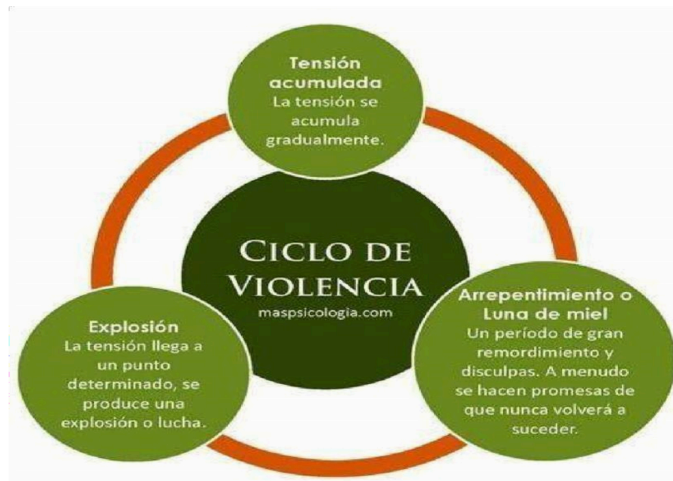 Tensión
acumulada
La tensión se
acumula
gradualmente.
CICLO DE
VIOLENCIA
maspsicologia.com
Explosión
La tensión llega a
un punto
determinado, se
produce una
explosión o lucha.
Arrepentimiento o
Luna de miel
Un período de gran
remordimiento y
disculpas. A menudo
se hacen promesas de
que nunca volverá a
suceder.